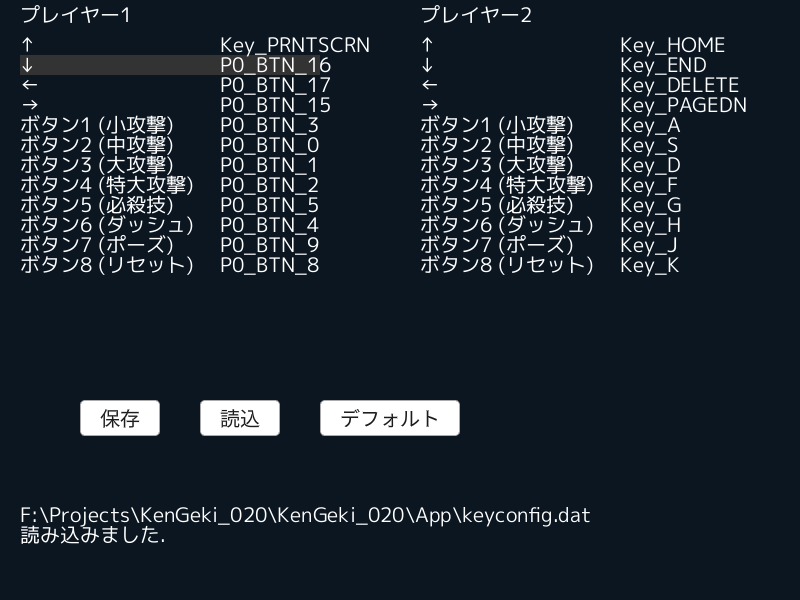 プレイヤー1 プレイヤー2
↑ Key_PRNTSCRN ↑ Key_HOME
↓ P0_BTN_16 ↓ Key_END
← P0_BTN_17 ← Key_DELETE
→ P0_BTN_15 → Key_PAGEDN
ボタン1 (小攻撃) P0_BTN_3 ボタン1 (小攻撃) Key_A
ボタン2 (中攻撃) P0_BTN_0 ボタン2 (中攻撃) Key_S
ボタン3 (大攻撃) P0_BTN_1 ボタン3 (大攻撃) Key_D
ボタン4 (特大攻撃) P0_BTN_2 ボタン4 (特大攻撃) Key_F
ボタン5 (必殺技) P0_BTN_5 ボタン5 (必殺技) Key_G
ボタン6 (ダッシュ) P0_BTN_4 ボタン6 (ダッシュ) Key_H
ボタン7 (ポーズ) P0_BTN_9 ボタン7 (ポーズ) Key_J
ボタン8 (リセット) P0_BTN_8 ボタン8 (リセット) Key_K
保存 読込 デフォルト
F:\Projects\KenGeki_020\KenGeki_020\App\keyconfig.dat
読み込みました.